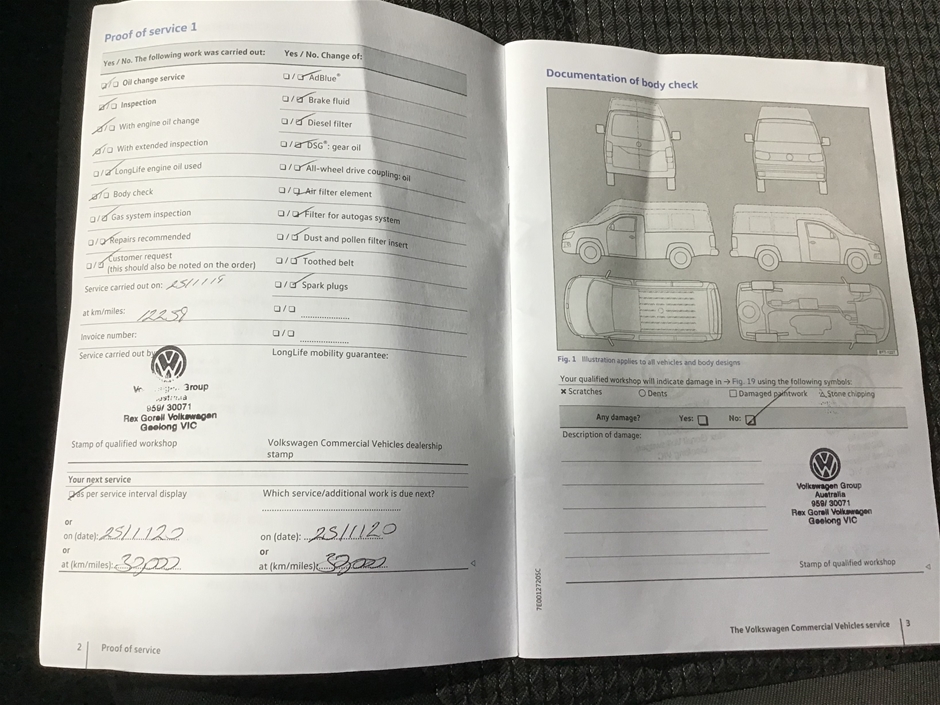 Proof of service 1
Yes / No. The following work was carried out:
Oil change service
Inspection
With engine oil change
With extended inspection
LongLife engine oil used
Body check
Gas system inspection
Repairs recommended
Customer request
(this should also be noted on the order)
Service carried out on: 25/1/19
at km/miles: 12259
Invoice number:
Service carried out by
Group
959/ 30071
Rex Gorell Volkswagen
Geelong VIC
Stamp of qualified workshop
Yes / No. Change of:
AdBlue®
Brake fluid
Diesel filter
DSG®: gear oil
All-wheel drive coupling: oil
Air filter element
Filter for autogas system
Dust and pollen filter insert
Toothed belt
Spark plugs
LongLife mobility guarantee:
Volkswagen Commercial Vehicles dealership
stamp
Your next service
As per service interval display
or
on (date): 25/1/20
or
at (km/miles): 30,000
Which service/additional work is due next?
on (date): 25/1/20
or
at (km/miles): 30,000
2 Proof of service
Documentation of body check
Fig. 1 Illustration applies to all vehicles and body designs
Your qualified workshop will indicate damage in → Fig. 19 using the following symbols:
Scratches Dents Damaged paintwork Stone chipping
Any damage? Yes: No:
Description of damage:
Volkswagen Group
Australia
959/ 30071
Rex Gorell Volkswagen
Geelong VIC
Stamp of qualified workshop
7E0012720SC
The Volkswagen Commercial Vehicles service 3